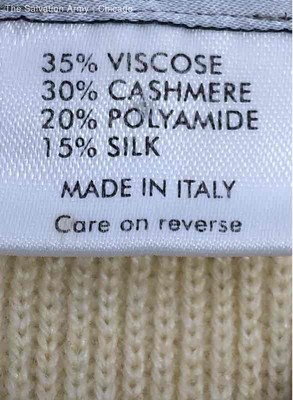 The Salvation Army - Chicago
35% VISCOSE
30% CASHMERE
20% POLYAMIDE
15% SILK
MADE IN ITALY
Care on reverse